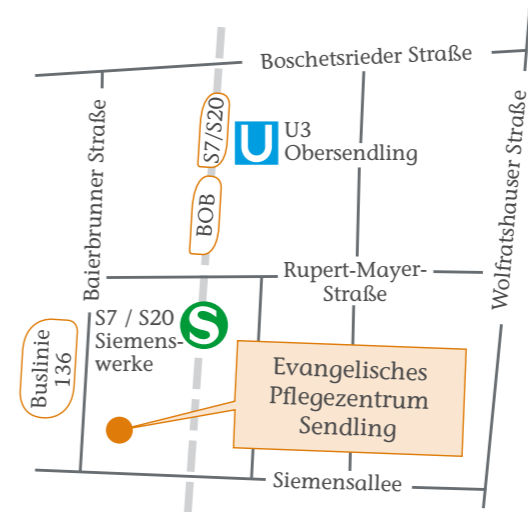 Boschetsrieder Straße
S7/S20
U
U3
Obersendling
Baierbrunner Straße
BOB
Wolfratshauser Straße
Rupert-Mayer-
Straße
S7 / S20
Siemens-
werke
S
Buslinie
136
Evangelisches
Pflegezentrum
Sendling
Siemensallee